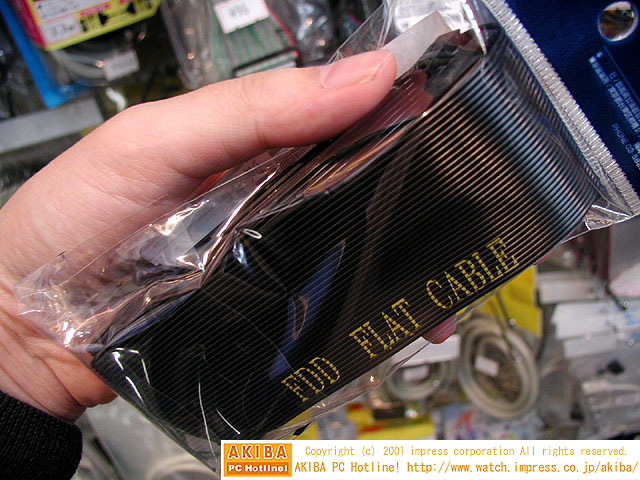 FDD FLAT CABLE
AKIBA
PC Hotline!
Copyright (c) 2001 impress corporation All rights reserved.
AKIBA PC Hotline! http://www.watch.impress.co.jp/akiba/